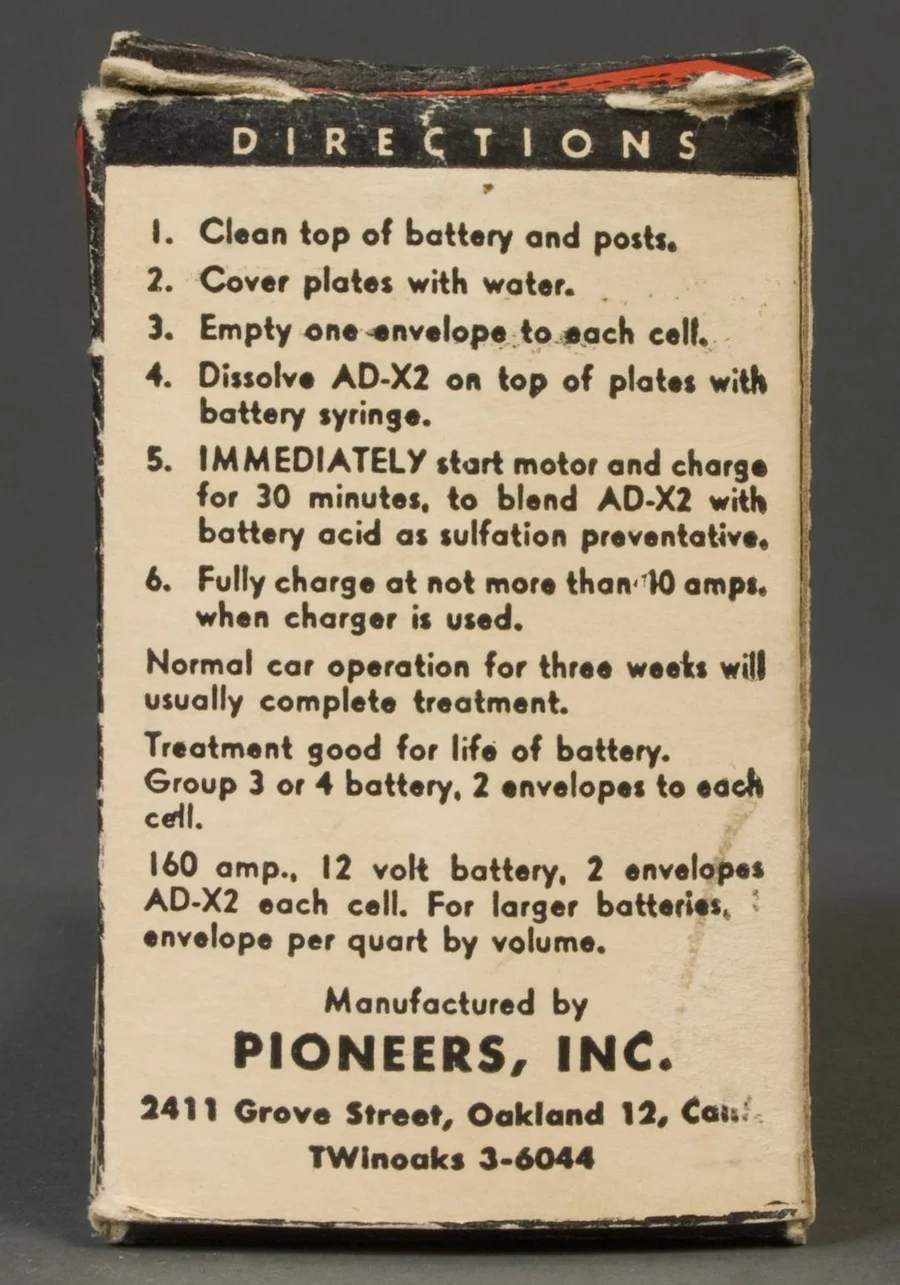 DIRECTIONS
1. Clean top of battery and posts.
2. Cover plates with water.
3. Empty one envelope to each cell.
4. Dissolve AD-X2 on top of plates with
battery syringe.
5. IMMEDIATELY start motor and charge
for 30 minutes, to blend AD-X2 with
battery acid as sulfation preventative.
6. Fully charge at not more than 10 amps.
when charger is used.
Normal car operation for three weeks will
usually complete treatment.
Treatment good for life of battery.
Group 3 or 4 battery, 2 envelopes to each
cell.
160 amp., 12 volt battery, 2 envelopes
AD-X2 each cell. For larger batteries,
envelope per quart by volume.
Manufactured by
PIONEERS, INC.
2411 Grove Street, Oakland 12, Calif.
TWinoaks 3-6044